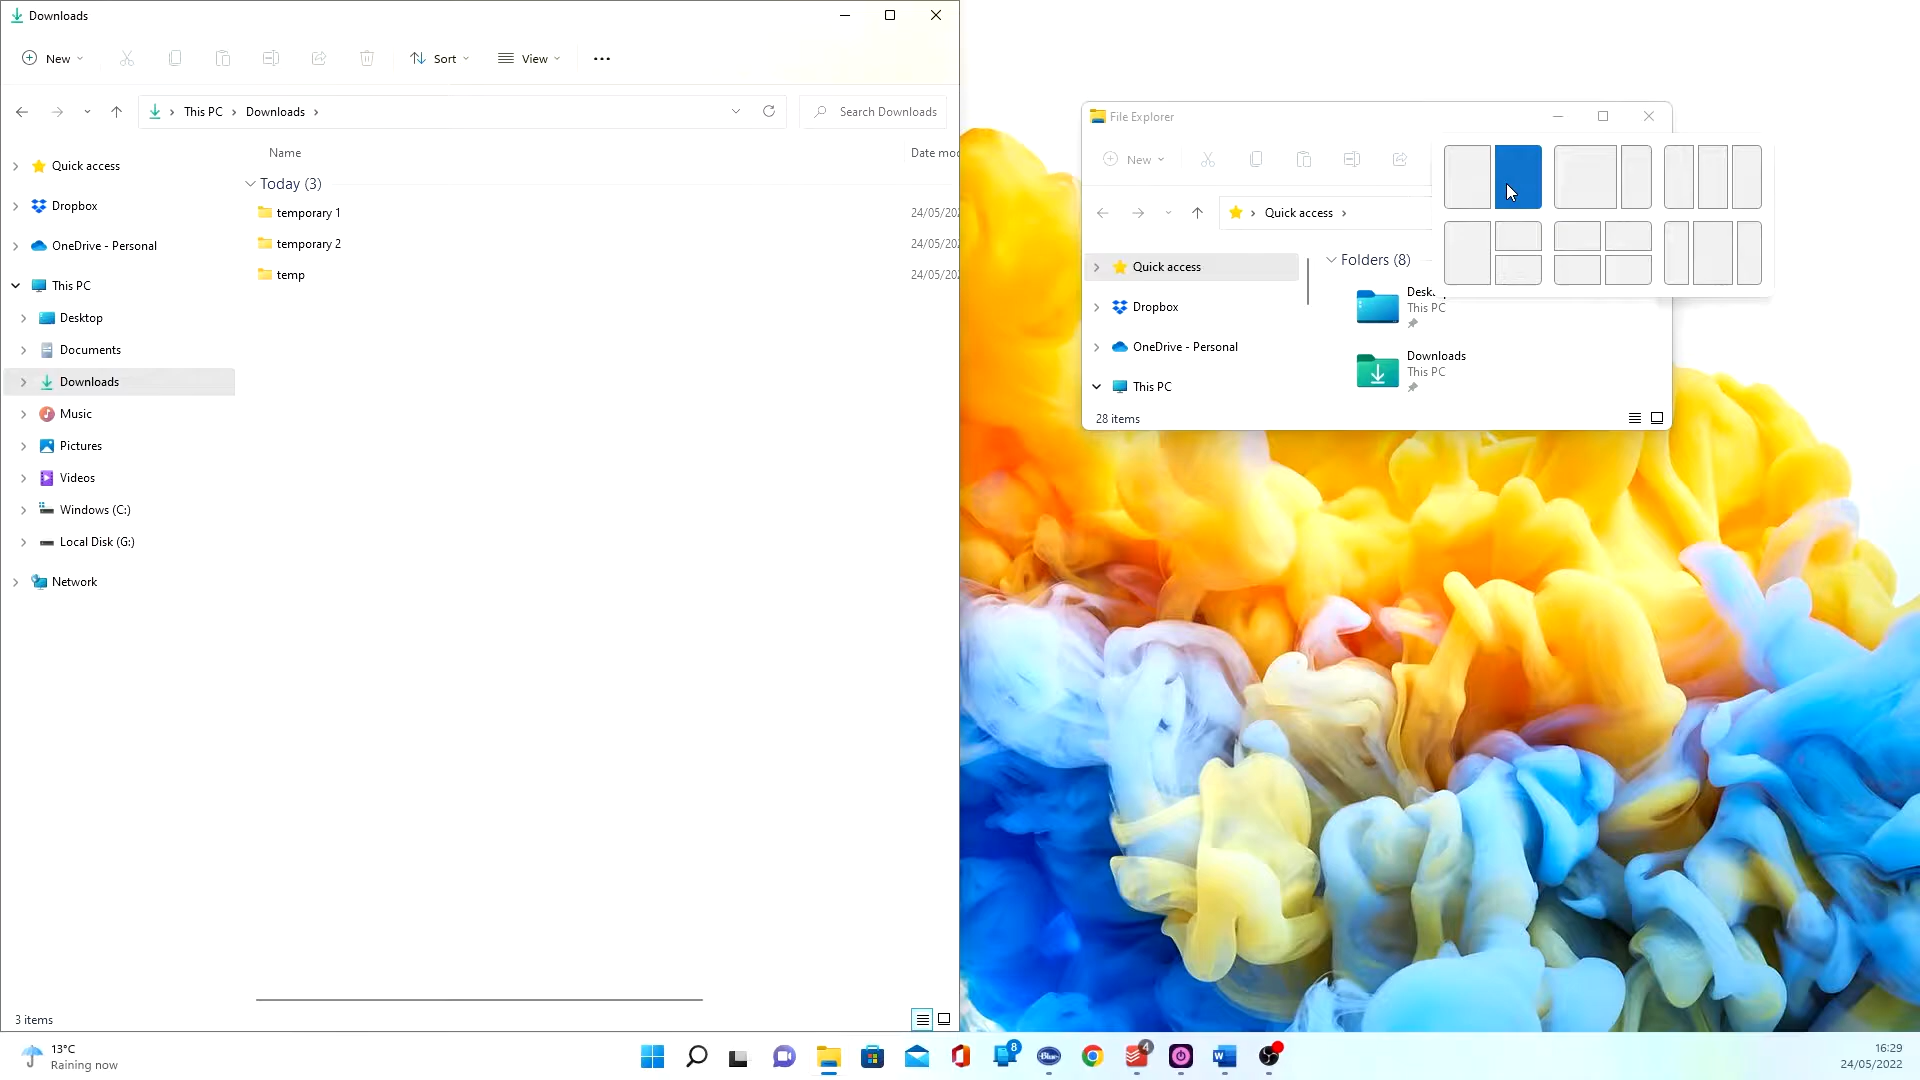 Downloads
New
Sort
View
This PC
Downloads
Search Downloads
Name
Date mo
Quick access
Today (3)
temporary 1
24/05/20
Dropbox
temporary 2
24/05/20
OneDrive - Personal
temp
24/05/20
This PC
Desktop
Documents
Downloads
Music
Pictures
Videos
Windows (C:)
Local Disk (G:)
Network
3 items
File Explorer
New
Quick access
Quick access
Folders (8)
Desk
This PC
Dropbox
OneDrive - Personal
Downloads
This PC
This PC
28 items
13°C
Raining now
8
Blue
4
W
16:29
24/05/2022